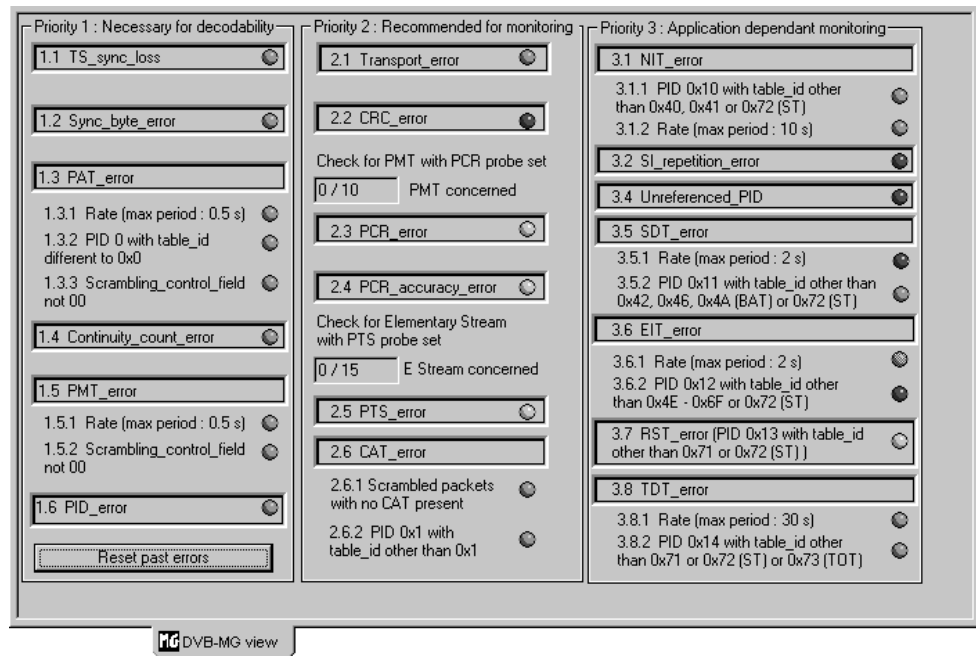 Priority 1 : Necessary for decodability
1.1 TS_sync_loss
1.2 Sync_byte_error
1.3 PAT_error
1.3.1 Rate (max period : 0.5 s)
1.3.2 PID 0 with table_id
different to 0x0
1.3.3 Scrambling_control_field
not 00
1.4 Continuity_count_error
1.5 PMT_error
1.5.1 Rate (max period : 0.5 s)
1.5.2 Scrambling_control_field
not 00
1.6 PID_error
Reset past errors
Priority 2 : Recommended for monitoring
2.1 Transport_error
2.2 CRC_error
Check for PMT with PCR probe set
0 / 10 PMT concerned
2.3 PCR_error
2.4 PCR_accuracy_error
Check for Elementary Stream
with PTS probe set
0 / 15 E Stream concerned
2.5 PTS_error
2.6 CAT_error
2.6.1 Scrambled packets
with no CAT present
2.6.2 PID 0x1 with
table_id other than 0x1
Priority 3 : Application dependant monitoring
3.1 NIT_error
3.1.1 PID 0x10 with table_id other
than 0x40, 0x41 or 0x72 (ST)
3.1.2 Rate (max period : 10 s)
3.2 SI_repetition_error
3.4 Unreferenced_PID
3.5 SDT_error
3.5.1 Rate (max period : 2 s)
3.5.2 PID 0x11 with table_id other than
0x42, 0x46, 0x4A (BAT) or 0x72 (ST)
3.6 EIT_error
3.6.1 Rate (max period : 2 s)
3.6.2 PID 0x12 with table_id other
than 0x4E - 0x6F or 0x72 (ST)
3.7 RST_error (PID 0x13 with table_id
other than 0x71 or 0x72 (ST) )
3.8 TDT_error
3.8.1 Rate (max period : 30 s)
3.8.2 PID 0x14 with table_id other
than 0x71 or 0x72 (ST) or 0x73 (TOT)
MG DVB-MG view